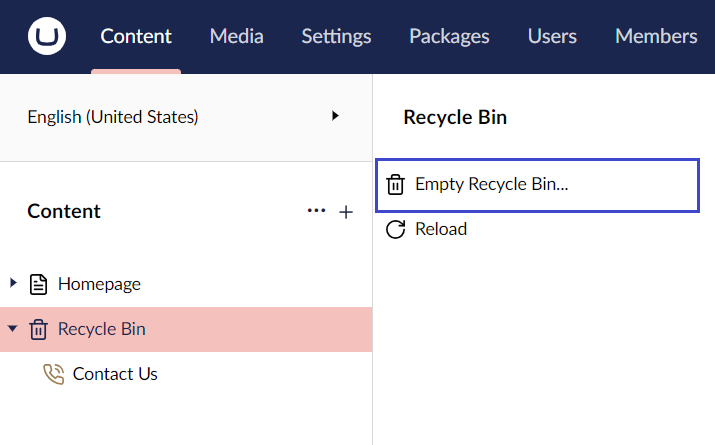 Content Media Settings Packages Users Members
English (United States)
Content
Homepage
Recycle Bin
Contact Us
Recycle Bin
Empty Recycle Bin...
Reload